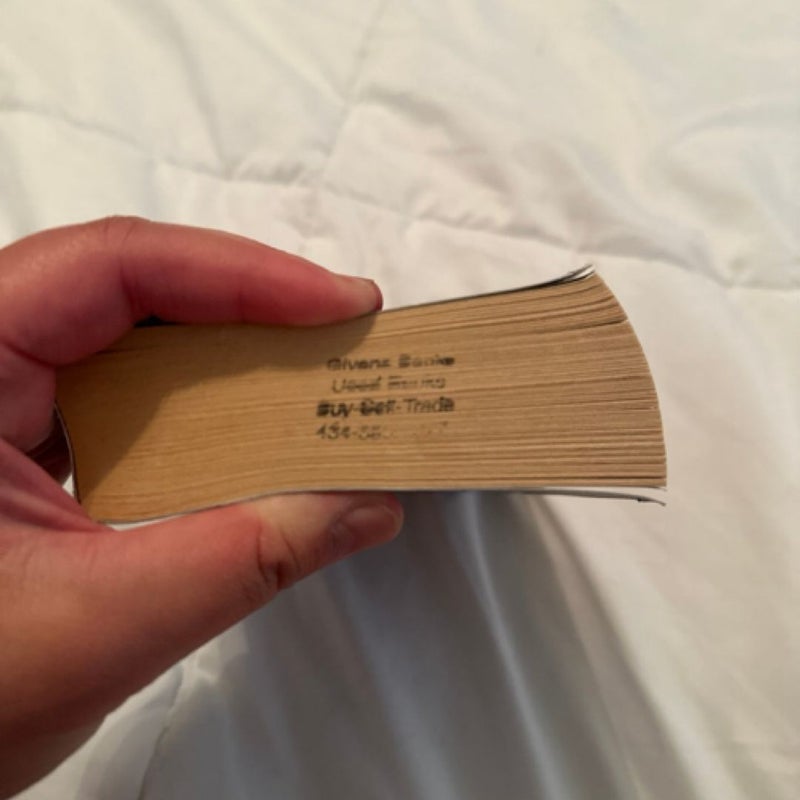 Givens Books
Used Books
Buy-Sell-Trade
434-